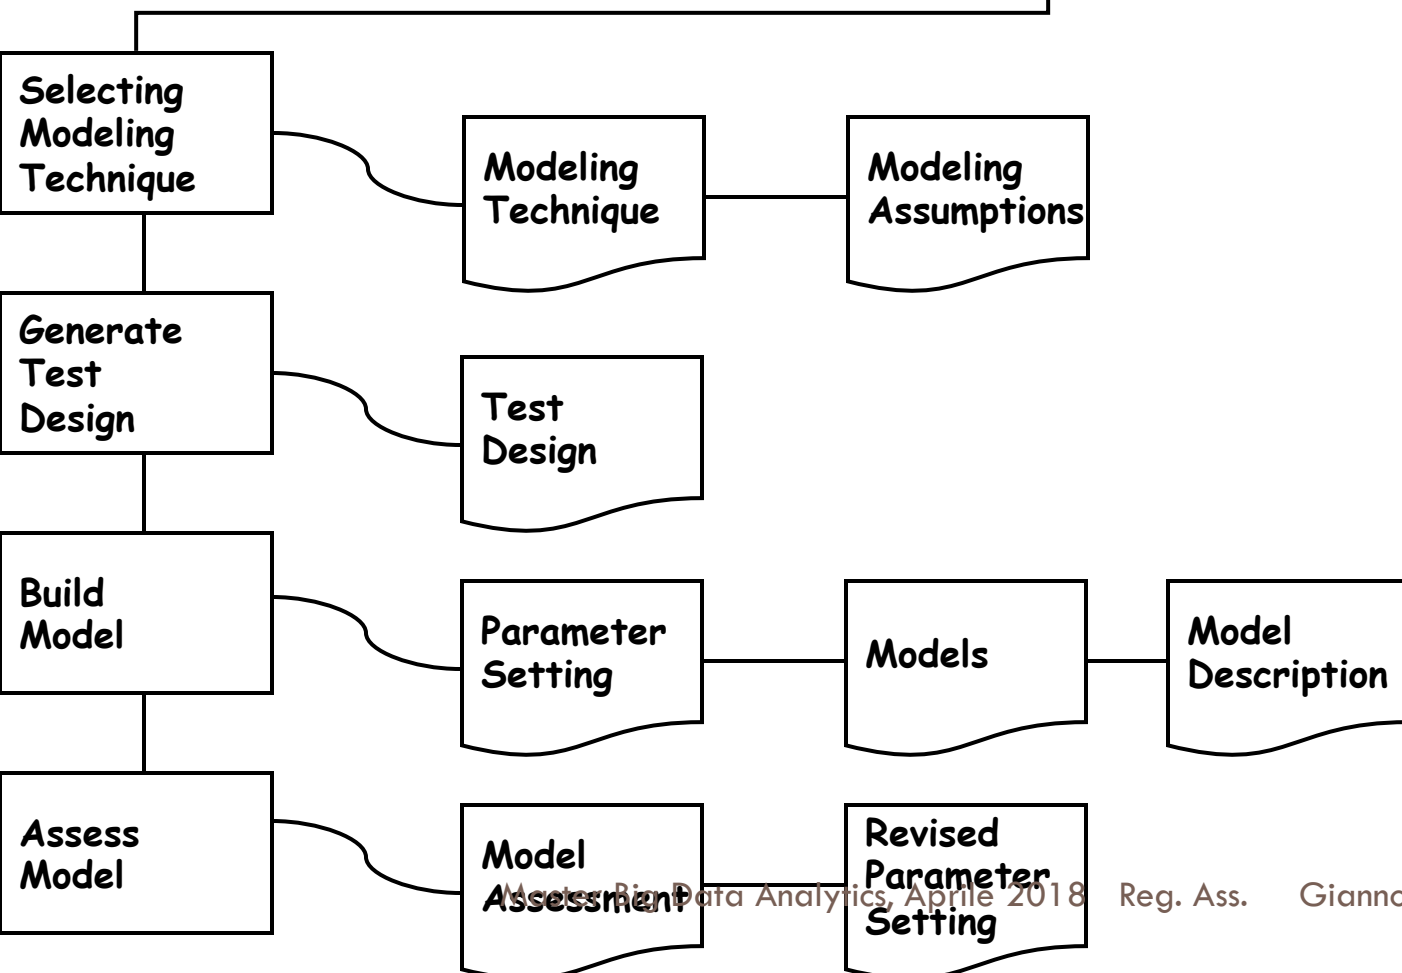 Selecting
Modeling
Technique
Modeling
Technique
Modeling
Assumptions
Generate
Test
Design
Test
Design
Build
Model
Parameter
Setting
Models
Model
Description
Assess
Model
Model
Assessment
Revised
Parameter
Setting
Master Big Data Analytics, Aprile 2018 Reg. Ass.